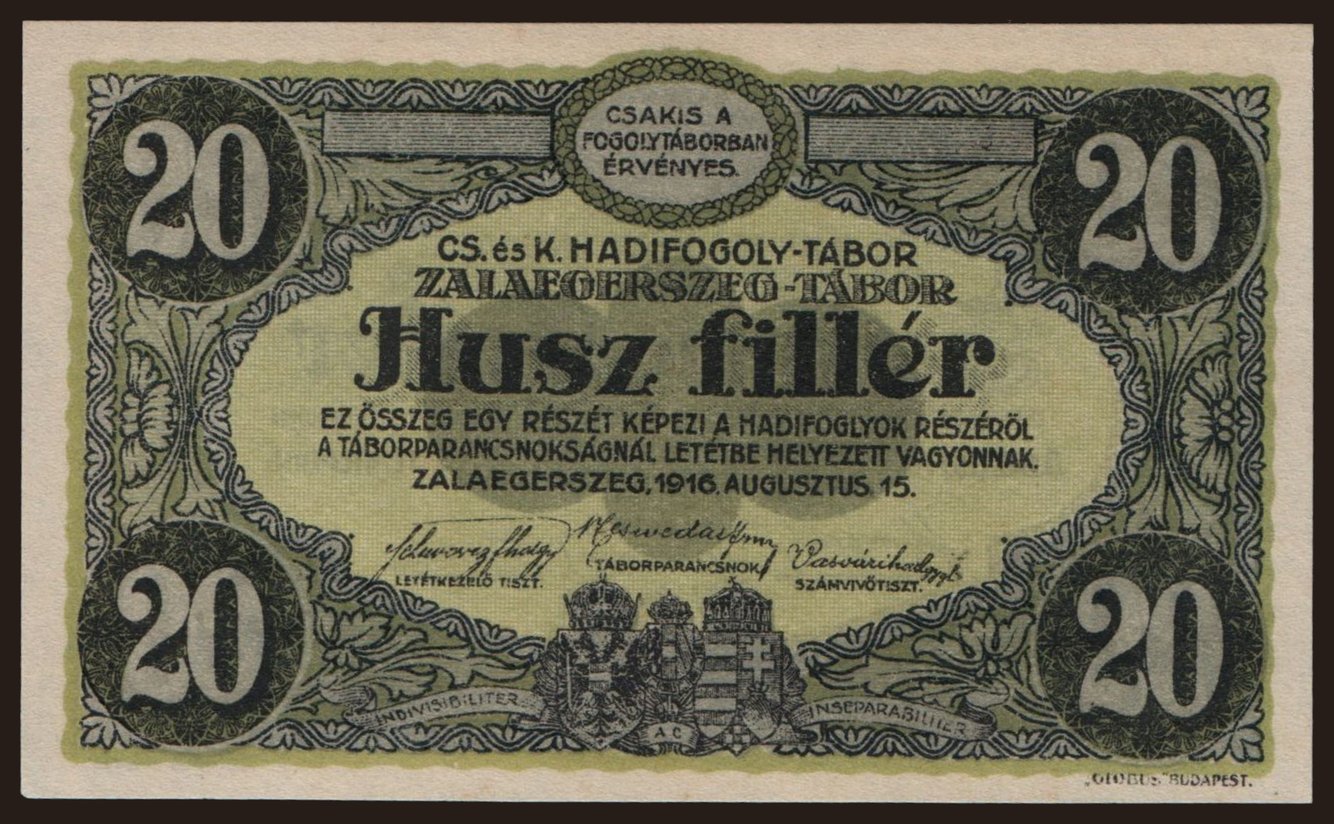 20
20
CSAKIS A
FOGOLYTÁBORBAN
ÉRVÉNYES.
CS. és K. HADIFOGOLY-TÁBOR
ZALAEGERSZEG-TÁBOR
Husz fillér
EZ ÖSSZEG EGY RÉSZÉT KÉPEZI A HADIFOGLYOK RÉSZÉRŐL
A TÁBORPARANCSNOKSÁGNÁL LETÉTBE HELYEZETT VAGYONNAK.
ZALAEGERSZEG, 1916. AUGUSZTUS 15.
LETÉTKEZELŐ TISZT.
TÁBORPARANCSNOK
SZÁMVIVŐTISZT.
20
20
INDIVISIBILITER
AC
INSEPARABILITER
„GLOBUS" BUDAPEST.